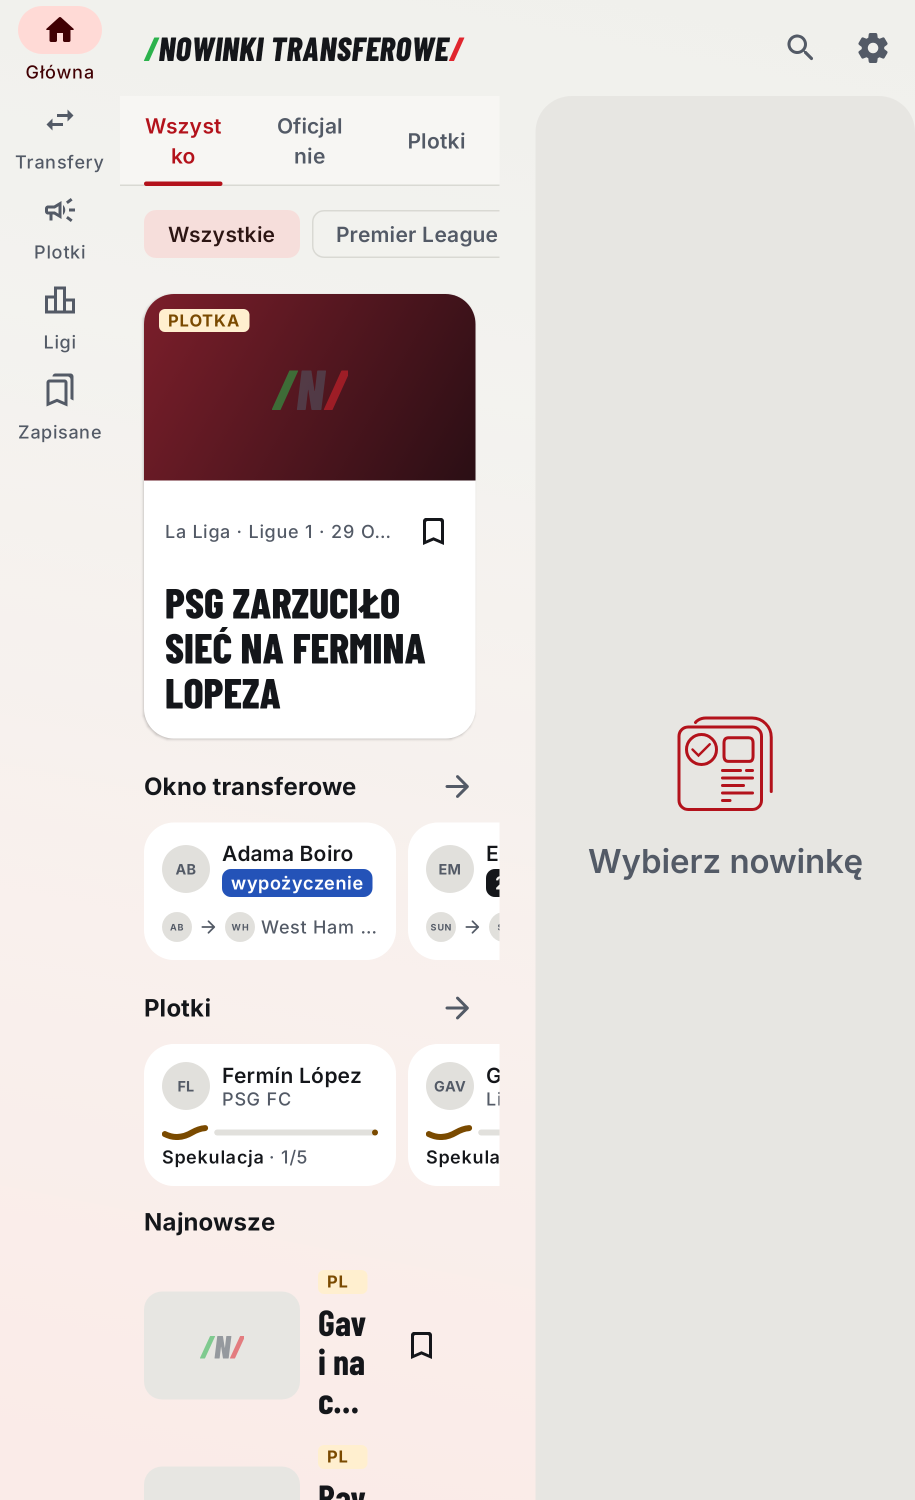 Główna
Transfery
Plotki
Ligi
Zapisane
/NOWINKI TRANSFEROWE/
Wszyst
ko
Oficjal
nie
Plotki
Wszystkie
Premier League
PLOTKA
/N/
La Liga · Ligue 1 · 29 O...
PSG ZARZUCIŁO
SIEĆ NA FERMINA
LOPEZA
Okno transferowe
AB
Adama Boiro
wypożyczenie
AB
WH
West Ham ...
EM
E
SUN
Plotki
FL
Fermín López
PSG FC
Spekulacja · 1/5
GAV
G
Li
Spekula
Najnowsze
/N/
PL
Gav
i na
c...
PL
Wybierz nowinkę